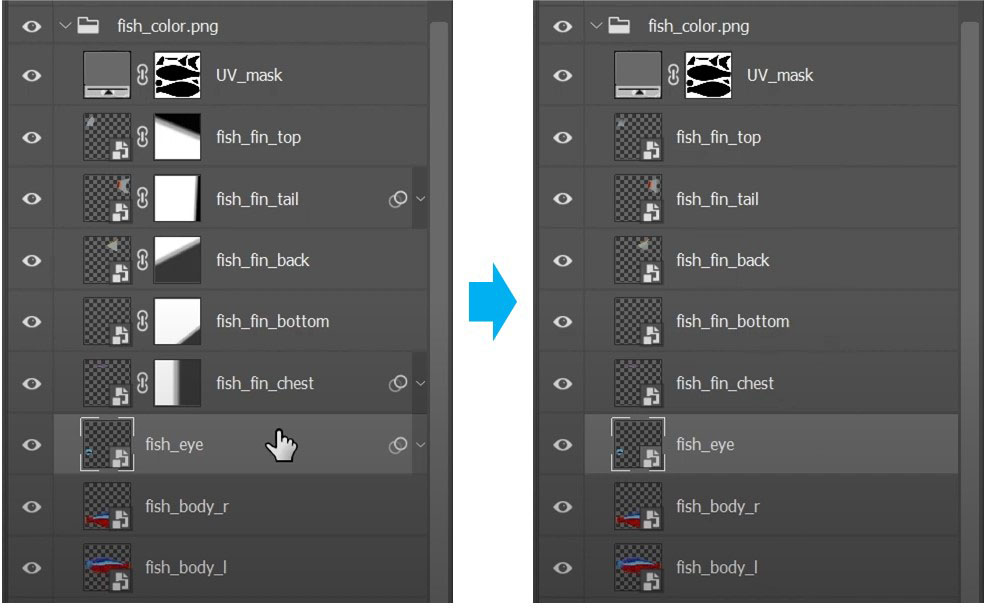 fish_color.png
UV_mask
fish_fin_top
fish_fin_tail
fish_fin_back
fish_fin_bottom
fish_fin_chest
fish_eye
fish_body_r
fish_body_l
fish_color.png
UV_mask
fish_fin_top
fish_fin_tail
fish_fin_back
fish_fin_bottom
fish_fin_chest
fish_eye
fish_body_r
fish_body_l